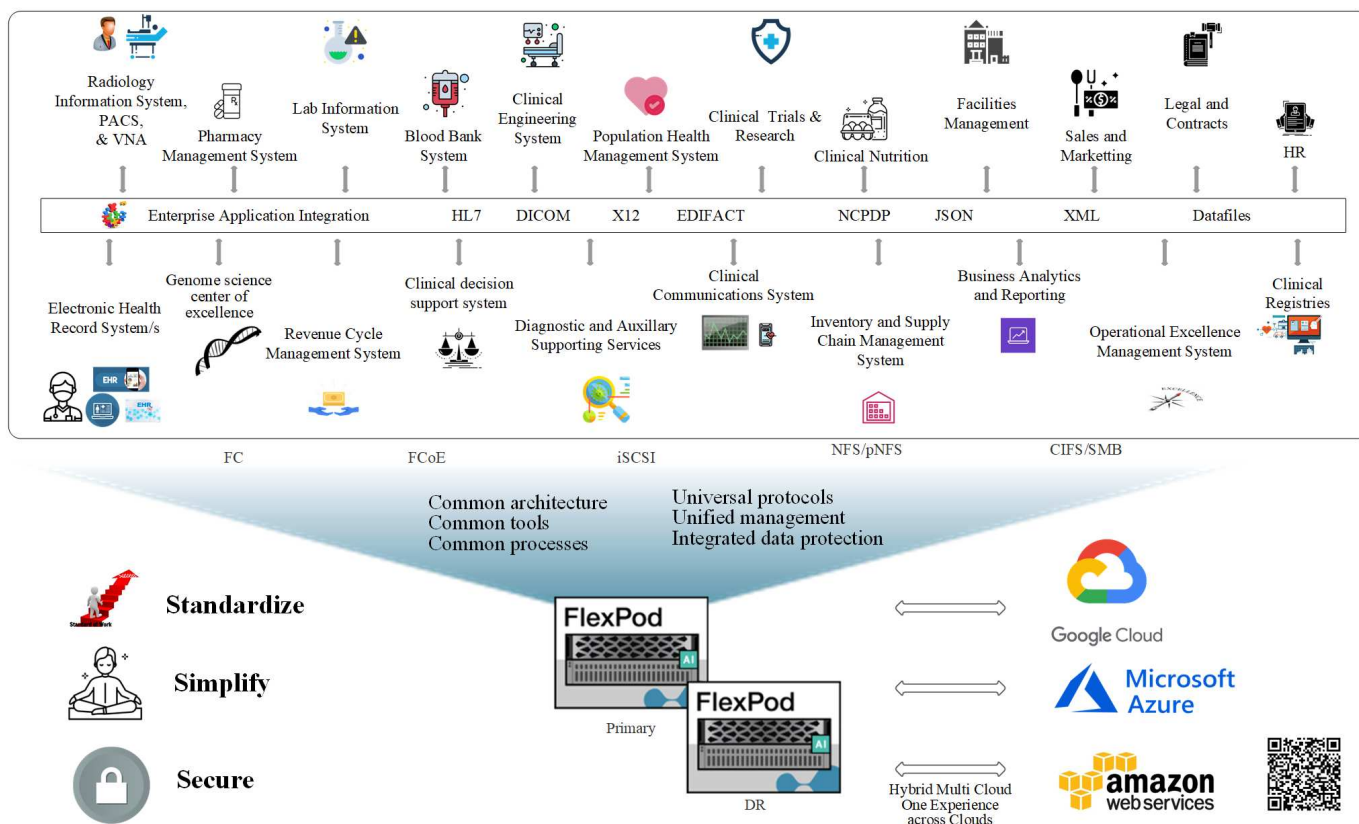 Radiology
Information System,
PACS,
& VNA
Pharmacy
Management System
Lab Information
System
Blood Bank
System
Clinical
Engineering
System
Population Health
Management System
Clinical Trials &
Research
Clinical Nutrition
Facilities
Management
Sales and
Marketting
Legal and
Contracts
HR
Enterprise Application Integration HL7 DICOM X12 EDIFACT NCPDP JSON XML Datafiles
Electronic Health
Record System/s
EHR
EHR
Genome science
center of
excellence
Revenue Cycle
Management System
Clinical decision
support system
Diagnostic and Auxillary
Supporting Services
Clinical
Communications System
Inventory and Supply
Chain Management
System
Business Analytics
and Reporting
Operational Excellence
Management System
EXCELLENCE
Clinical
Registries
FC FCoE iSCSI NFS/pNFS CIFS/SMB
Common architecture
Common tools
Common processes
Universal protocols
Unified management
Integrated data protection
Standardize
Simplify
Secure
FlexPod
AI
Primary
FlexPod
AI
DR
Google Cloud
Microsoft
Azure
Hybrid Multi Cloud
One Experience
across Clouds
amazon
web services